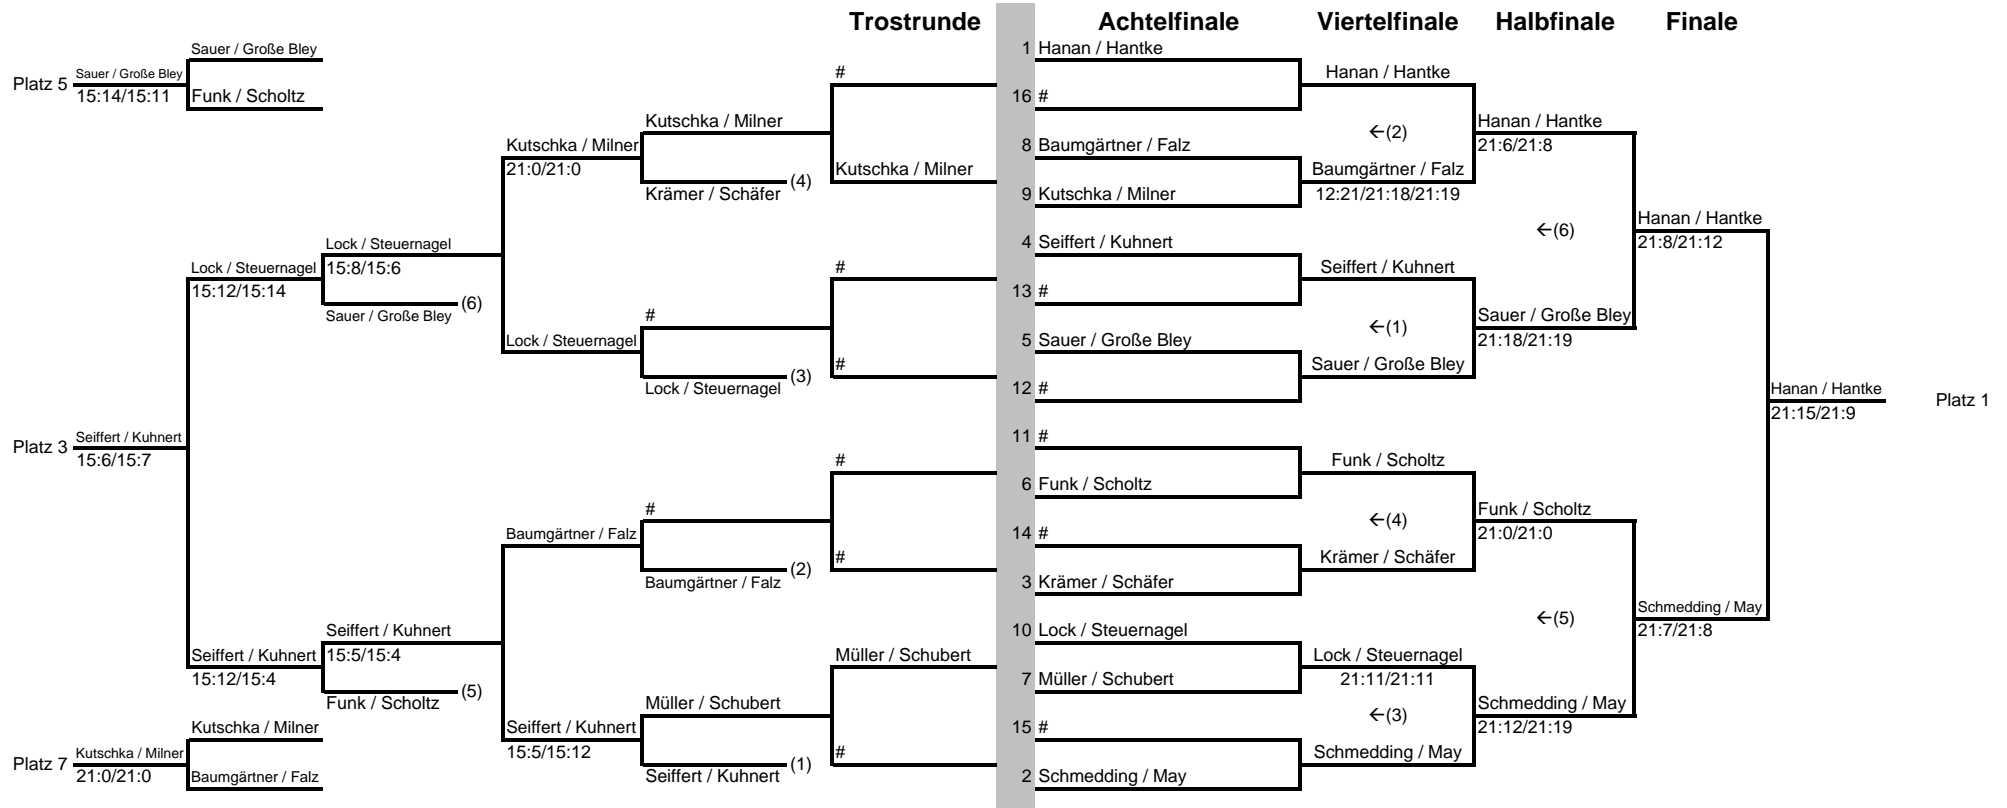 Trostrunde Achtelfinale Viertelfinale Halbfinale Finale
Sauer / Große Bley 1 Hanan / Hantke
Platz 5 Sauer / Große Bley # Hanan / Hantke
15:14/15:11 Funk / Scholtz 16 #
Kutschka / Milner Hanan / Hantke
Kutschka / Milner 8 Baumgärtner / Falz ←(2) 21:6/21:8
21:0/21:0 (4) Kutschka / Milner Baumgärtner / Falz
Krämer / Schäfer 9 Kutschka / Milner 12:21/21:18/21:19
Hanan / Hantke
Lock / Steuernagel 4 Seiffert / Kuhnert ←(6) 21:8/21:12
Lock / Steuernagel 15:8/15:6 # Seiffert / Kuhnert
15:12/15:14 (6) 13 #
Sauer / Große Bley # Sauer / Große Bley
Lock / Steuernagel 5 Sauer / Große Bley ←(1) 21:18/21:19
(3) # Sauer / Große Bley
Lock / Steuernagel 12 # Hanan / Hantke Platz 1
21:15/21:9
Platz 3 Seiffert / Kuhnert 11 #
15:6/15:7 # Funk / Scholtz
6 Funk / Scholtz
# Funk / Scholtz
Baumgärtner / Falz 14 # ←(4) 21:0/21:0
(2) # Krämer / Schäfer
Baumgärtner / Falz 3 Krämer / Schäfer
Schmedding / May
Seiffert / Kuhnert 10 Lock / Steuernagel ←(5) 21:7/21:8
Seiffert / Kuhnert 15:5/15:4 Müller / Schubert Lock / Steuernagel
15:12/15:4 (5) 7 Müller / Schubert 21:11/21:11
Funk / Scholtz Müller / Schubert Schmedding / May
Kutschka / Milner Seiffert / Kuhnert 15 # ←(3) 21:12/21:19
Platz 7 Kutschka / Milner 15:5/15:12 (1) # Schmedding / May
21:0/21:0 Baumgärtner / Falz Seiffert / Kuhnert 2 Schmedding / May